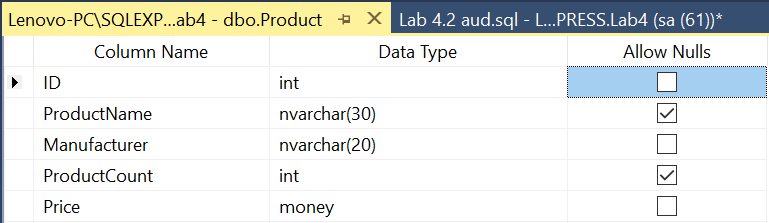 Lenovo-PC\SQLEXP...ab4 - dbo.Product Lab 4.2 aud.sql - L...PRESS.Lab4 (sa (61))*
Column Name Data Type Allow Nulls
ID int
ProductName nvarchar(30)
Manufacturer nvarchar(20)
ProductCount int
Price money